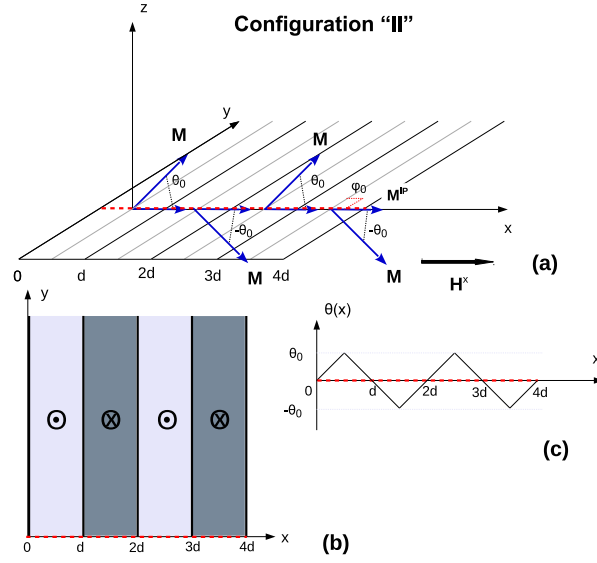 Configuration “II”
z
y
M
M
θ0
θ0
φ0
M^IP
-θ0
-θ0
x
M
M
0
d
2d
3d
4d
H^x
(a)
y
0
d
2d
3d
4d
x
(b)
θ(x)
θ0
x
0
d
2d
3d
4d
-θ0
(c)